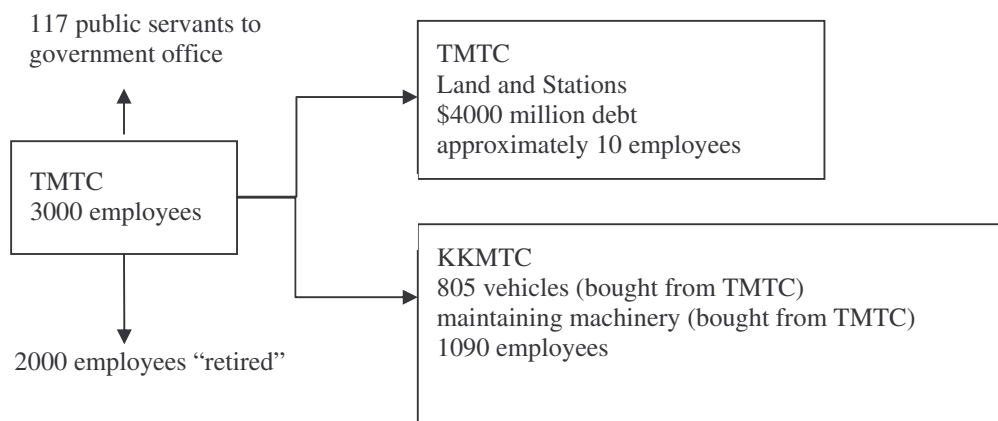 117 public servants to
government office
TMTC
Land and Stations
$4000 million debt
approximately 10 employees
TMTC
3000 employees
KKMTC
805 vehicles (bought from TMTC)
maintaining machinery (bought from TMTC)
1090 employees
2000 employees “retired”